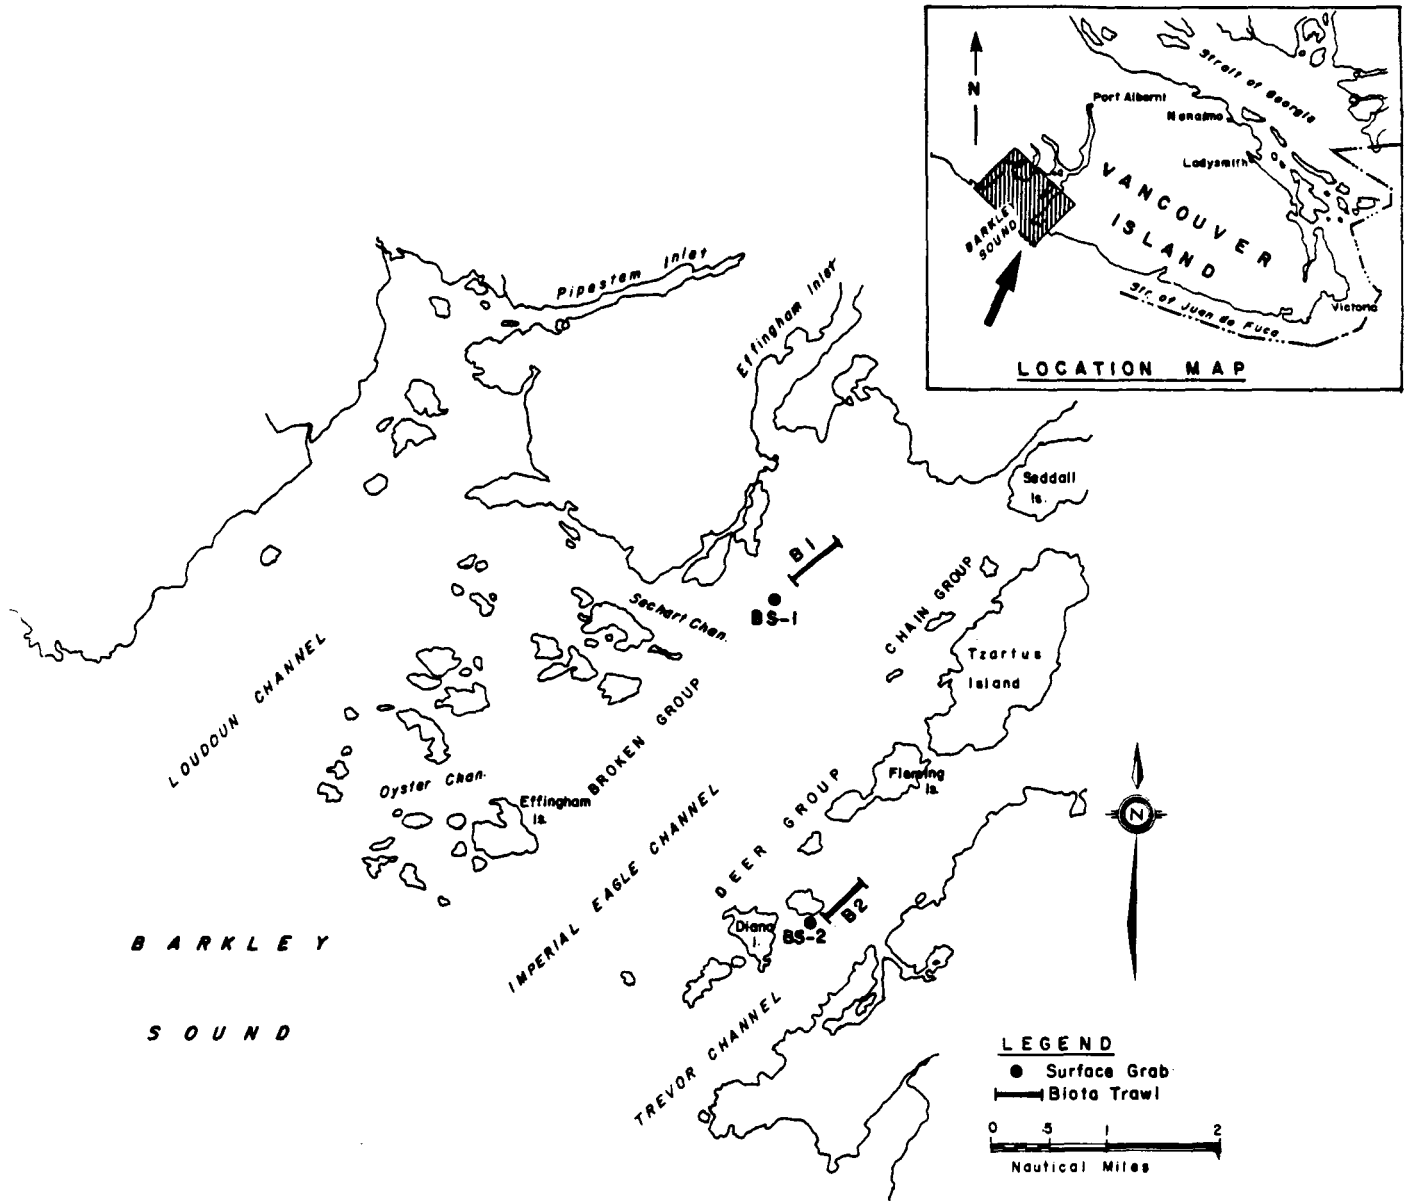 N
Strait of Georgia
Port Alberni
Nanaimo
Ladysmith
VANCOUVER
ISLAND
BARKLEY
SOUND
Str. of Juan de Fuca
Victoria
LOCATION MAP
Pipestem Inlet
Effingham Inlet
Seddall
Is.
B1
BS-1
Sechart Chan.
CHAIN GROUP
Tzartus
Island
LOUDOUN CHANNEL
BROKEN GROUP
Oyster Chan.
Effingham
Is.
Fleming
Is.
DEER GROUP
IMPERIAL EAGLE CHANNEL
N
B2
Diana
I.
BS-2
BARKLEY
SOUND
TREVOR CHANNEL
LEGEND
Surface Grab
Biota Trawl
0 .5 1 2
Nautical Miles